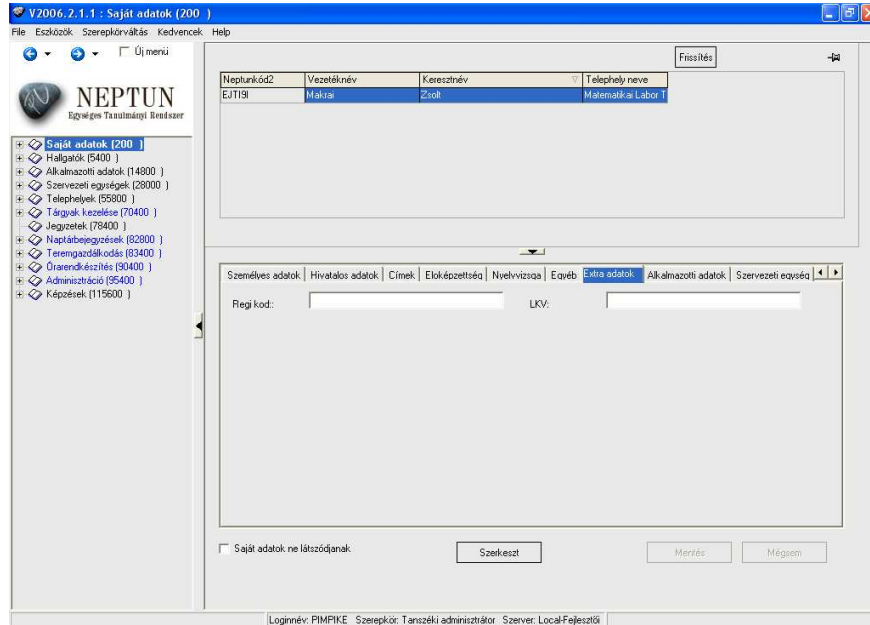 V2006.2.1.1 : Saját adatok (200 )
File Eszközök Szerepkörváltás Kedvencek Help
Új menü
NEPTUN
Egységes Tanulmányi Rendszer
Saját adatok (200 )
Hallgatók (5400 )
Alkalmazotti adatok (14800 )
Szervezeti egységek (28000 )
Telephelyek (55800 )
Tárgyak kezelése (70400 )
Jegyzetek (78400 )
Naptárbejegyzések (82800 )
Teremgazdálkodás (83400 )
Órarendkészítés (90400 )
Adminisztráció (95400 )
Képzések (115600 )
Frissítés
Neptunkód2 Vezetéknév Keresztnév Telephely neve
EJTI9I Makrai Zsolt Matematikai Labor T
Személyes adatok Hivatalos adatok Címek Eloképzettség Nyelvvizsga Egyéb Extra adatok Alkalmazotti adatok Szervezeti egység
Regi kod:: LKV:
Saját adatok ne látszódjanak Szerkeszt Mentés Mégsem
Loginnév: PIMPIKE Szerepkör: Tanszéki adminisztrátor Szerver: Local-Fejlesztői